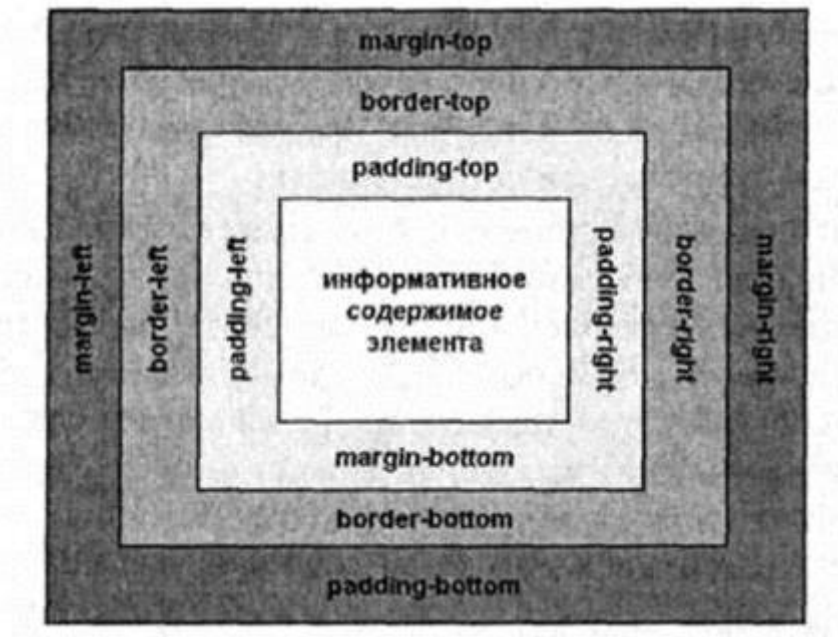 margin-top
border-top
padding-top
margin-left
border-left
padding-left
информативное
содержимое
элемента
padding-right
border-right
margin-right
margin-bottom
border-bottom
padding-bottom